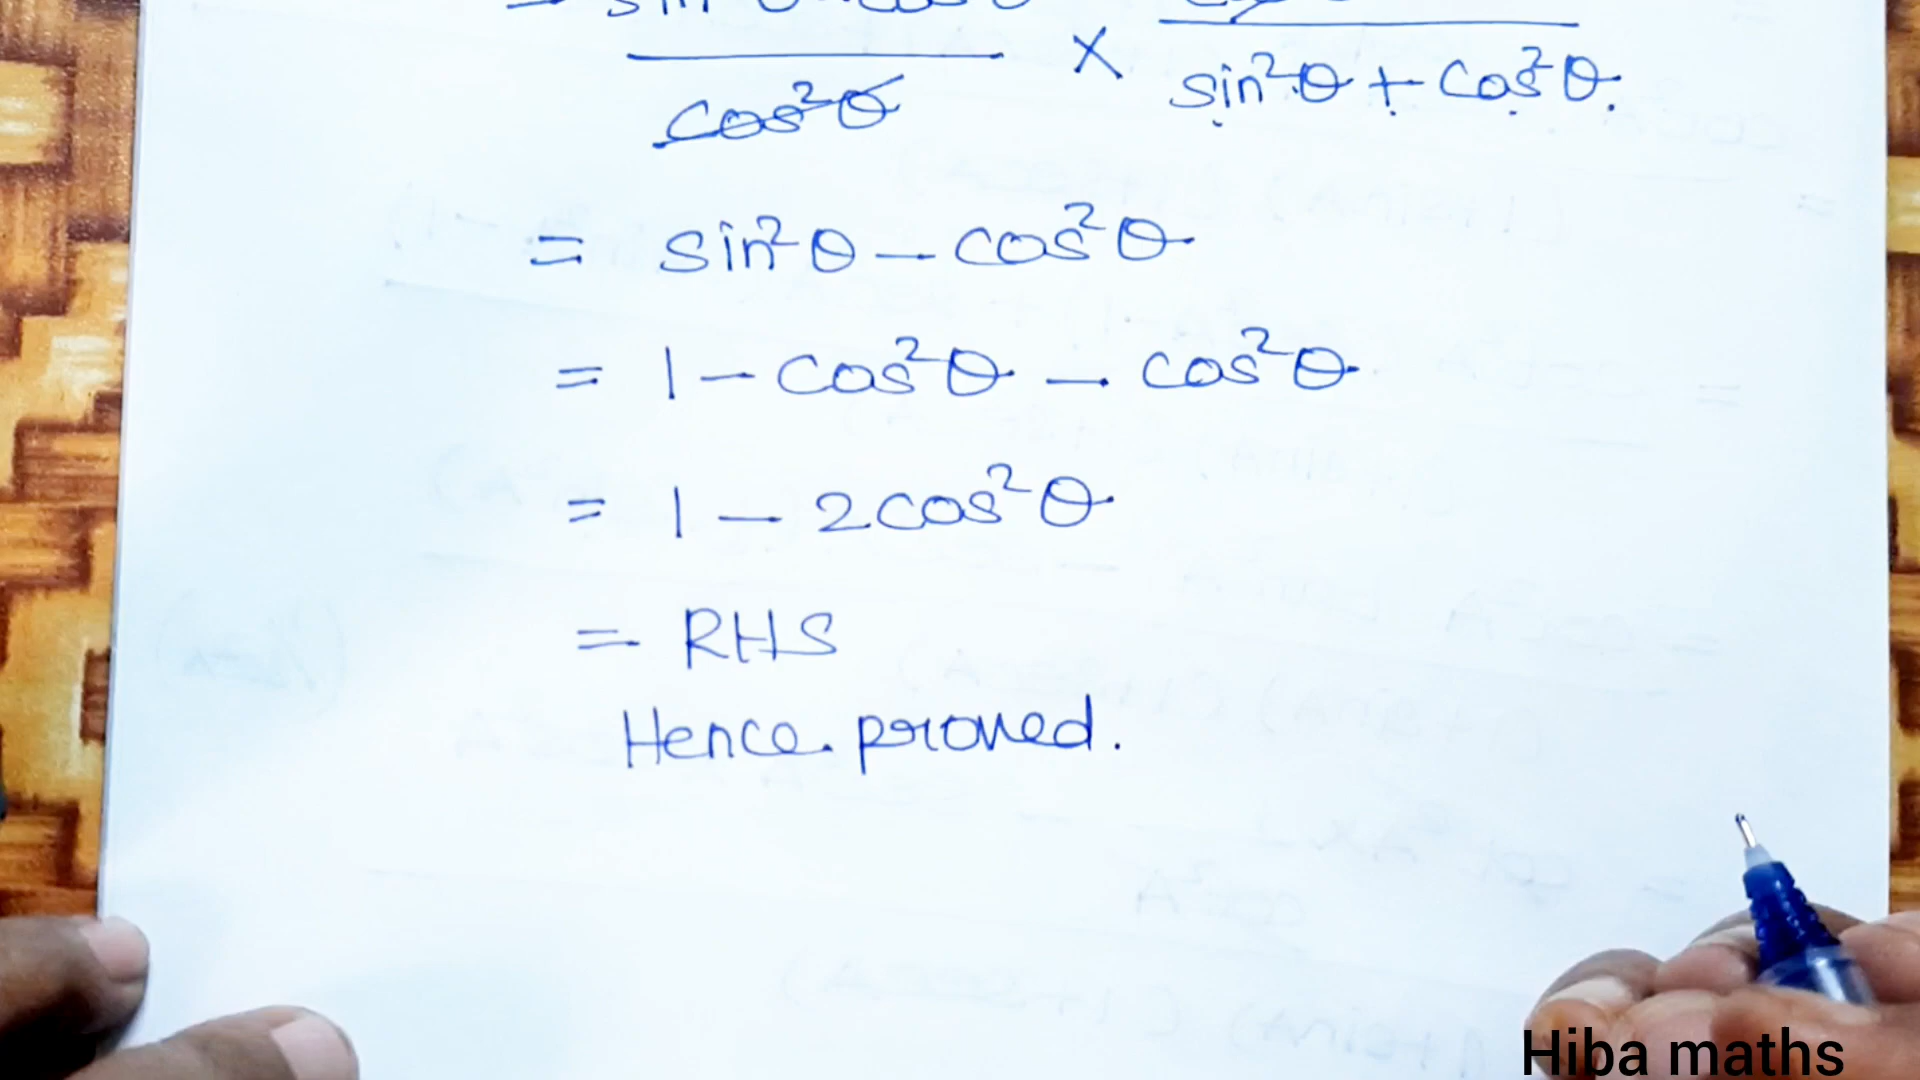 cos²θ × sin²θ + cos²θ.
= sin²θ - cos²θ
= 1 - cos²θ - cos²θ
= 1 - 2cos²θ
= RHS
Hence proved.
Hiba maths